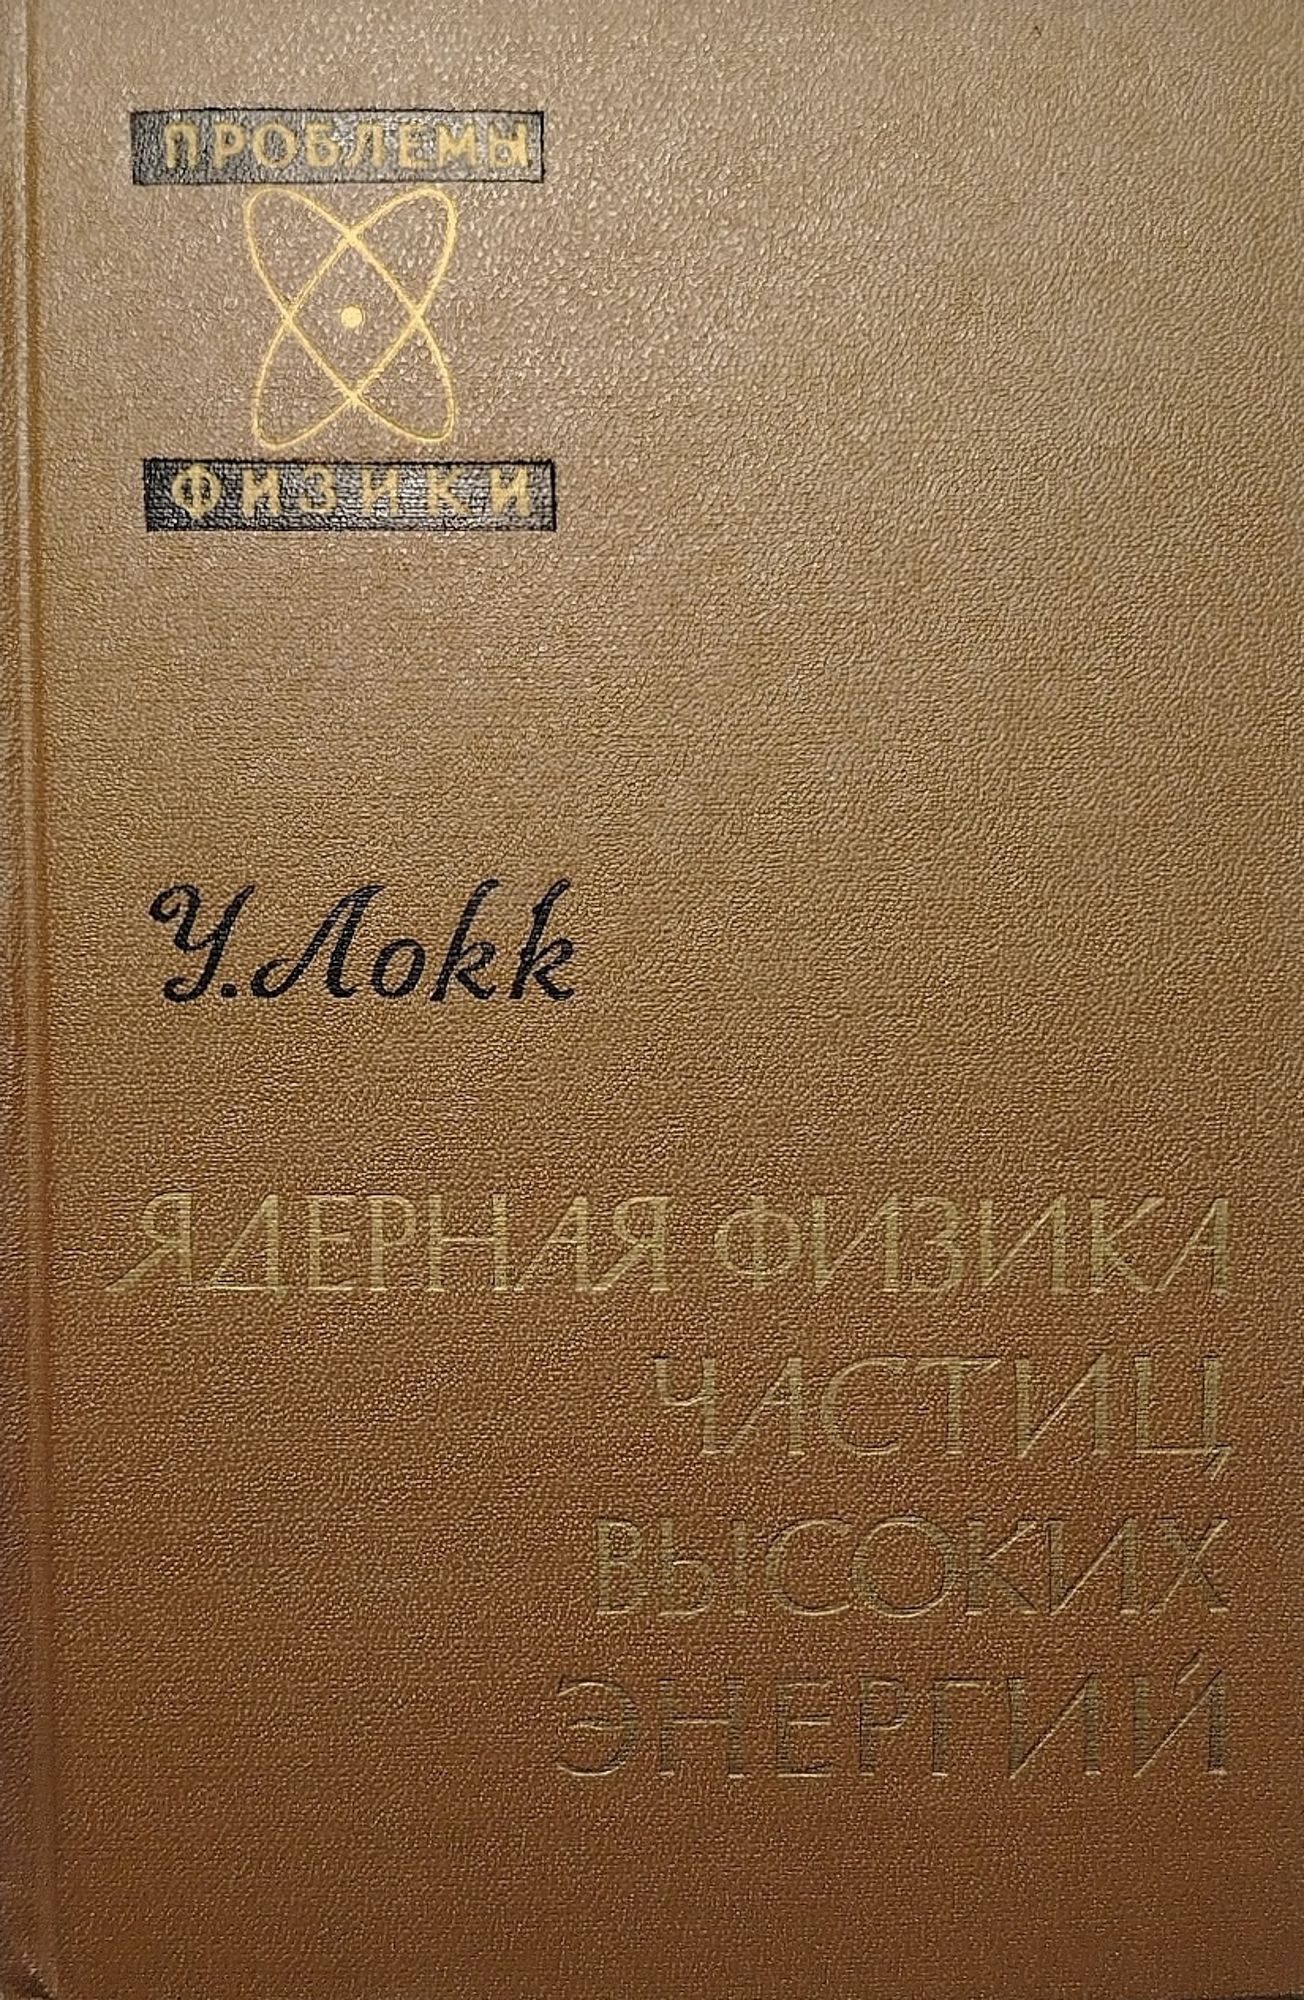 ПРОБЛЕМЫ
ФИЗИКИ
У. Локк
ЯДЕРНАЯ ФИЗИКА
ЧАСТИЦ
ВЫСОКИХ
ЭНЕРГИЙ